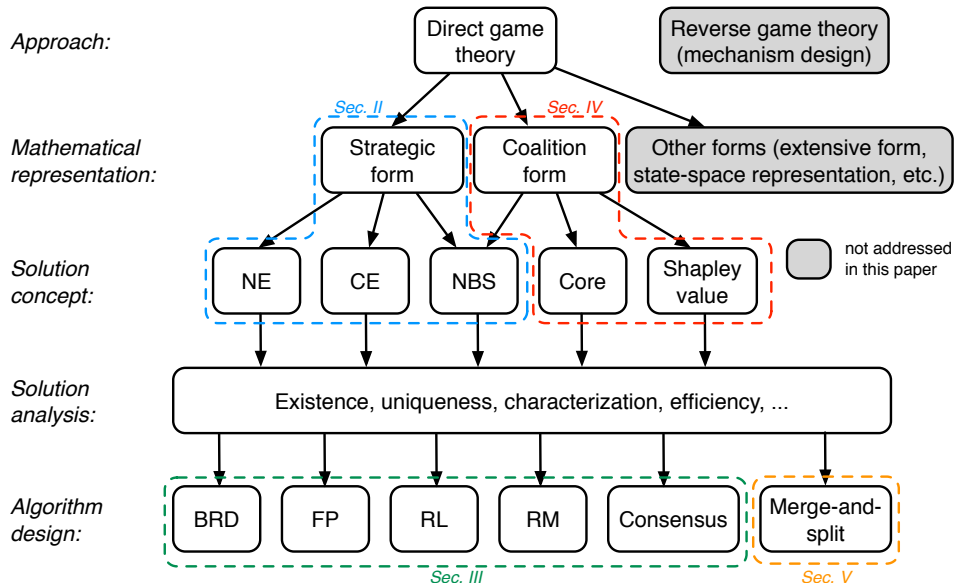 Approach:
Direct game
theory
Reverse game theory
(mechanism design)
Sec. II
Sec. IV
Mathematical
representation:
Strategic
form
Coalition
form
Other forms (extensive form,
state-space representation, etc.)
Solution
concept:
NE
CE
NBS
Core
Shapley
value
not addressed
in this paper
Solution
analysis:
Existence, uniqueness, characterization, efficiency, ...
Algorithm
design:
BRD
FP
RL
RM
Consensus
Merge-and-
split
Sec. III
Sec. V